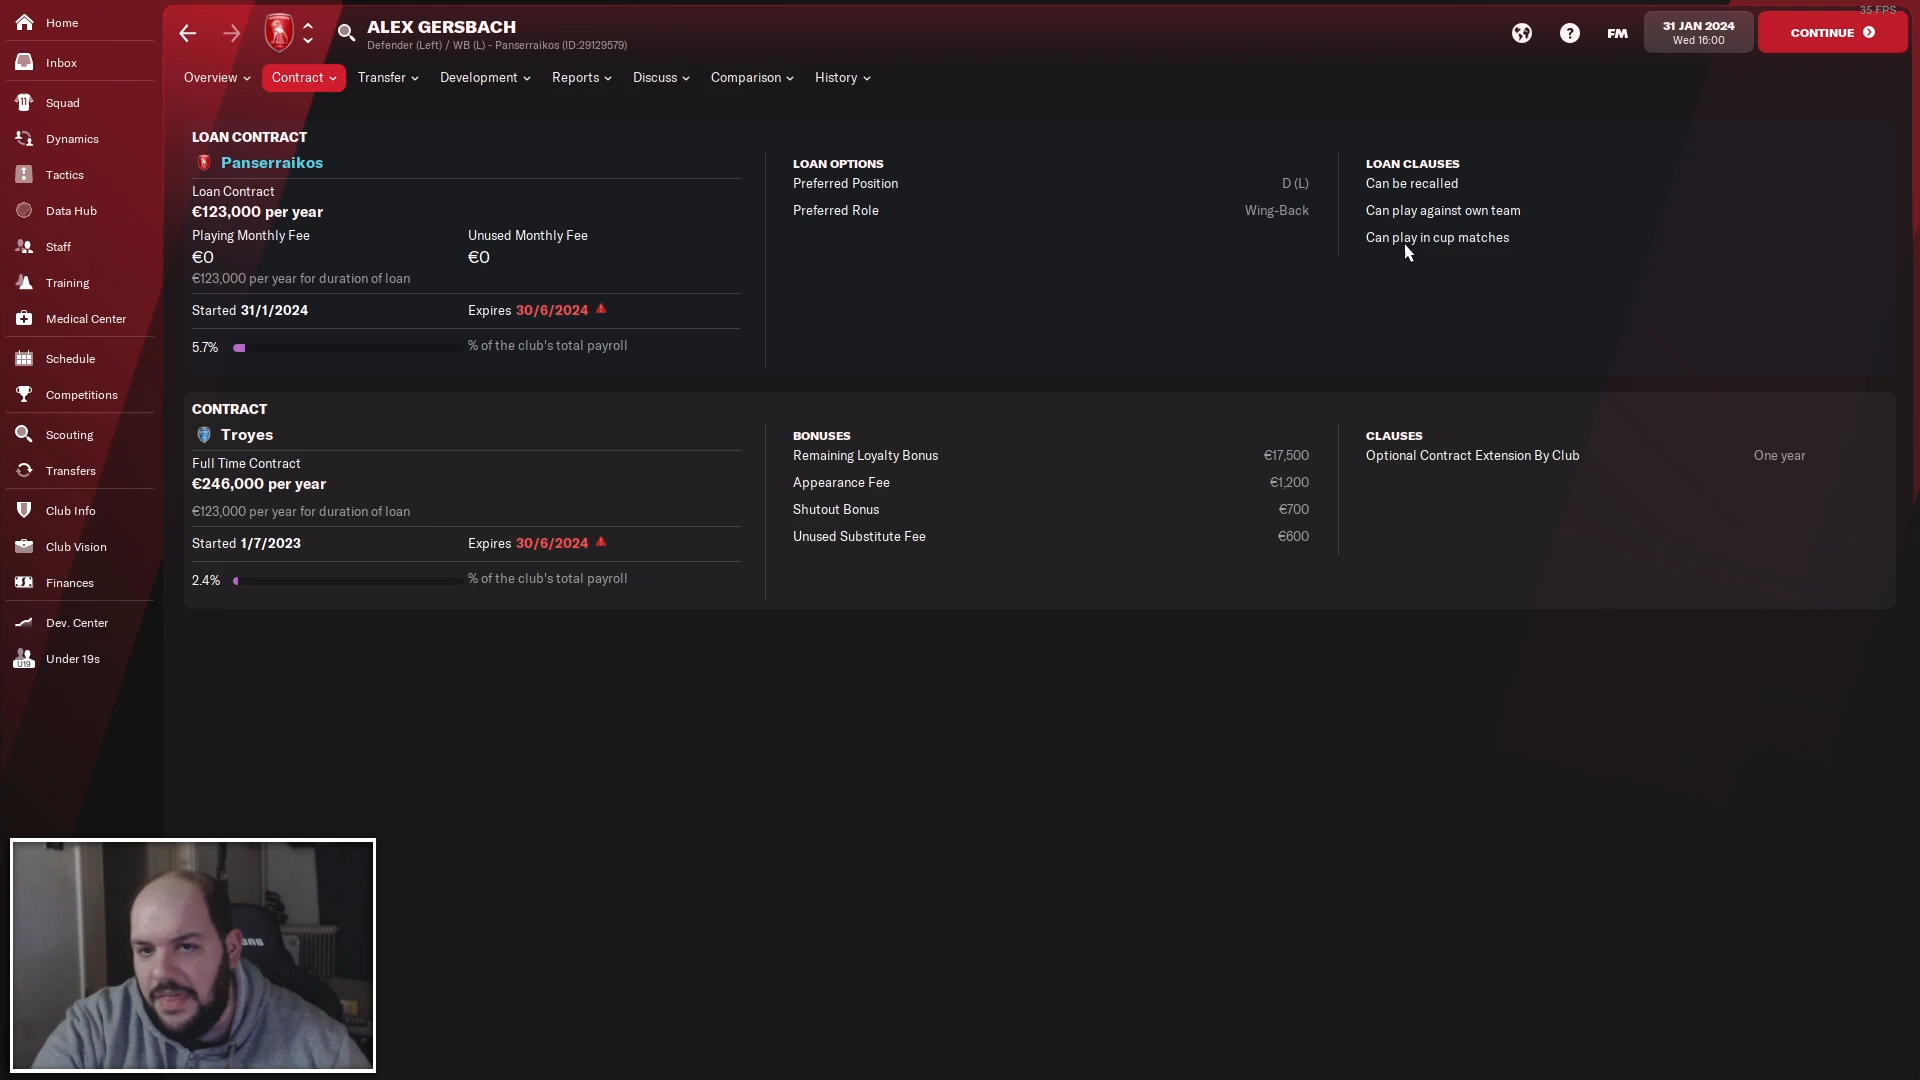 35 FPS
Home
Inbox
Squad
Dynamics
Tactics
Data Hub
Staff
Training
Medical Center
Schedule
Competitions
Scouting
Transfers
Club Info
Club Vision
Finances
Dev. Center
Under 19s
U19
ALEX GERSBACH
Defender (Left) / WB (L) - Panserraikos (ID:29129579)
FM
31 JAN 2024
Wed 16:00
CONTINUE
Overview
Contract
Transfer
Development
Reports
Discuss
Comparison
History
LOAN CONTRACT
Panserraikos
Loan Contract
€123,000 per year
Playing Monthly Fee
Unused Monthly Fee
€0
€0
€123,000 per year for duration of loan
Started 31/1/2024
Expires 30/6/2024
5.7%
% of the club's total payroll
LOAN OPTIONS
Preferred Position D (L)
Preferred Role Wing-Back
LOAN CLAUSES
Can be recalled
Can play against own team
Can play in cup matches
CONTRACT
Troyes
Full Time Contract
€246,000 per year
€123,000 per year for duration of loan
Started 1/7/2023
Expires 30/6/2024
2.4%
% of the club's total payroll
BONUSES
Remaining Loyalty Bonus €17,500
Appearance Fee €1,200
Shutout Bonus €700
Unused Substitute Fee €600
CLAUSES
Optional Contract Extension By Club One year